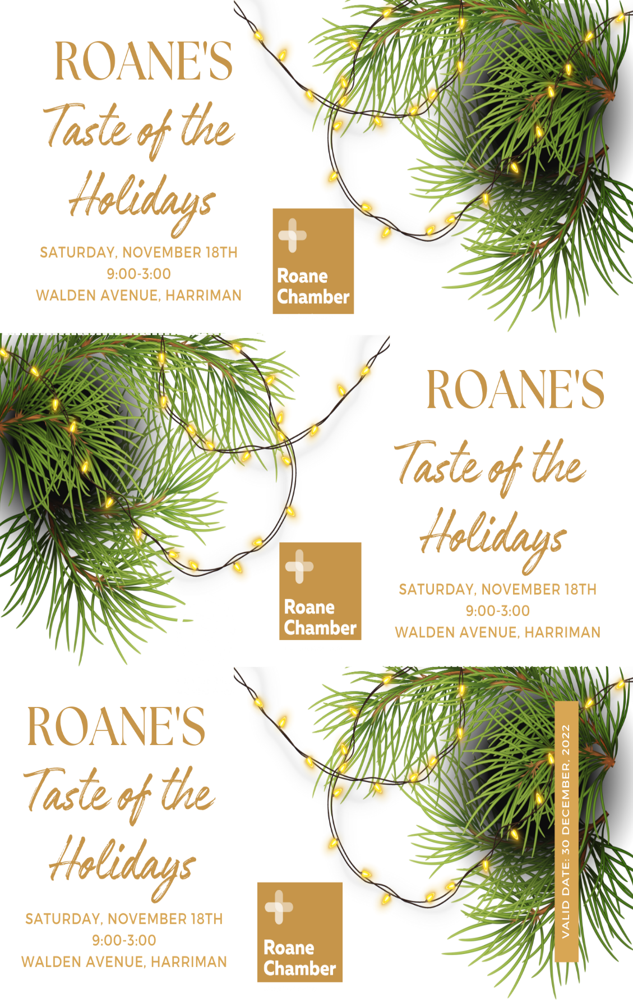 ROANE'S
Taste of the
Holidays
SATURDAY, NOVEMBER 18TH
9:00-3:00
WALDEN AVENUE, HARRIMAN
Roane
Chamber
ROANE'S
Taste of the
Holidays
SATURDAY, NOVEMBER 18TH
9:00-3:00
WALDEN AVENUE, HARRIMAN
Roane
Chamber
ROANE'S
Taste of the
Holidays
SATURDAY, NOVEMBER 18TH
9:00-3:00
WALDEN AVENUE, HARRIMAN
Roane
Chamber
VALID DATE: 30 DECEMBER, 2022